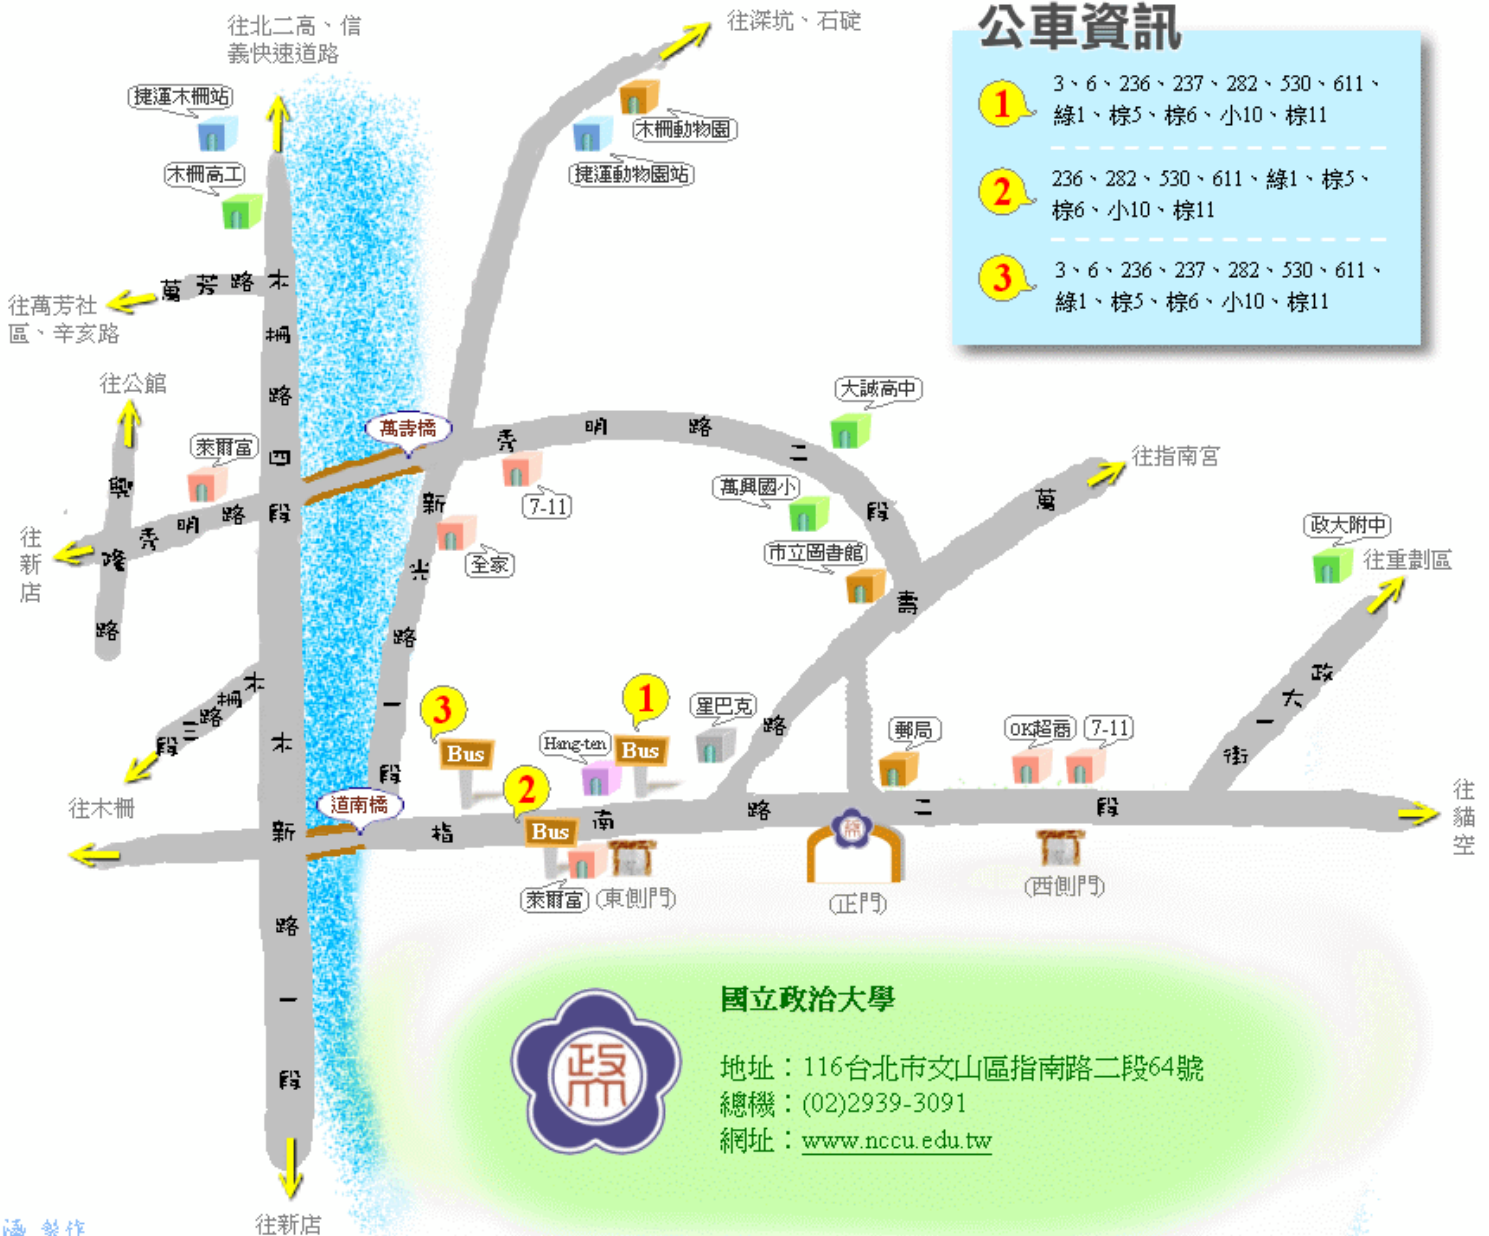 往北二高、信
義快速道路
往深坑、石碇
公車資訊
1
3、6、236、237、282、530、611、
綠1、棕5、棕6、小10、棕11
2
236、282、530、611、綠1、棕5、
棕6、小10、棕11
3
3、6、236、237、282、530、611、
綠1、棕5、棕6、小10、棕11
捷運木柵站
木柵高工
木柵動物園
捷運動物園站
萬芳路
木柵路四段
往萬芳社
區、辛亥路
往公館
萊爾富
萬壽橋
秀明路二段
大誠高中
7-11
萬興國小
市立圖書館
往指南宮
萬壽路
政大附中
往重劃區
興隆路
秀明路
往新店
新光路一段
全家
木柵路三段
往木柵
3
Bus
Hang-ten
1
Bus
星巴克
郵局
OK超商
7-11
政大一街
道南橋
2
Bus
指南路二段
往貓空
萊爾富
(東側門)
(正門)
(西側門)
木新路一段
往新店
政大
國立政治大學
地址：116台北市文山區指南路二段64號
總機：(02)2939-3091
網址：www.nccu.edu.tw
製作